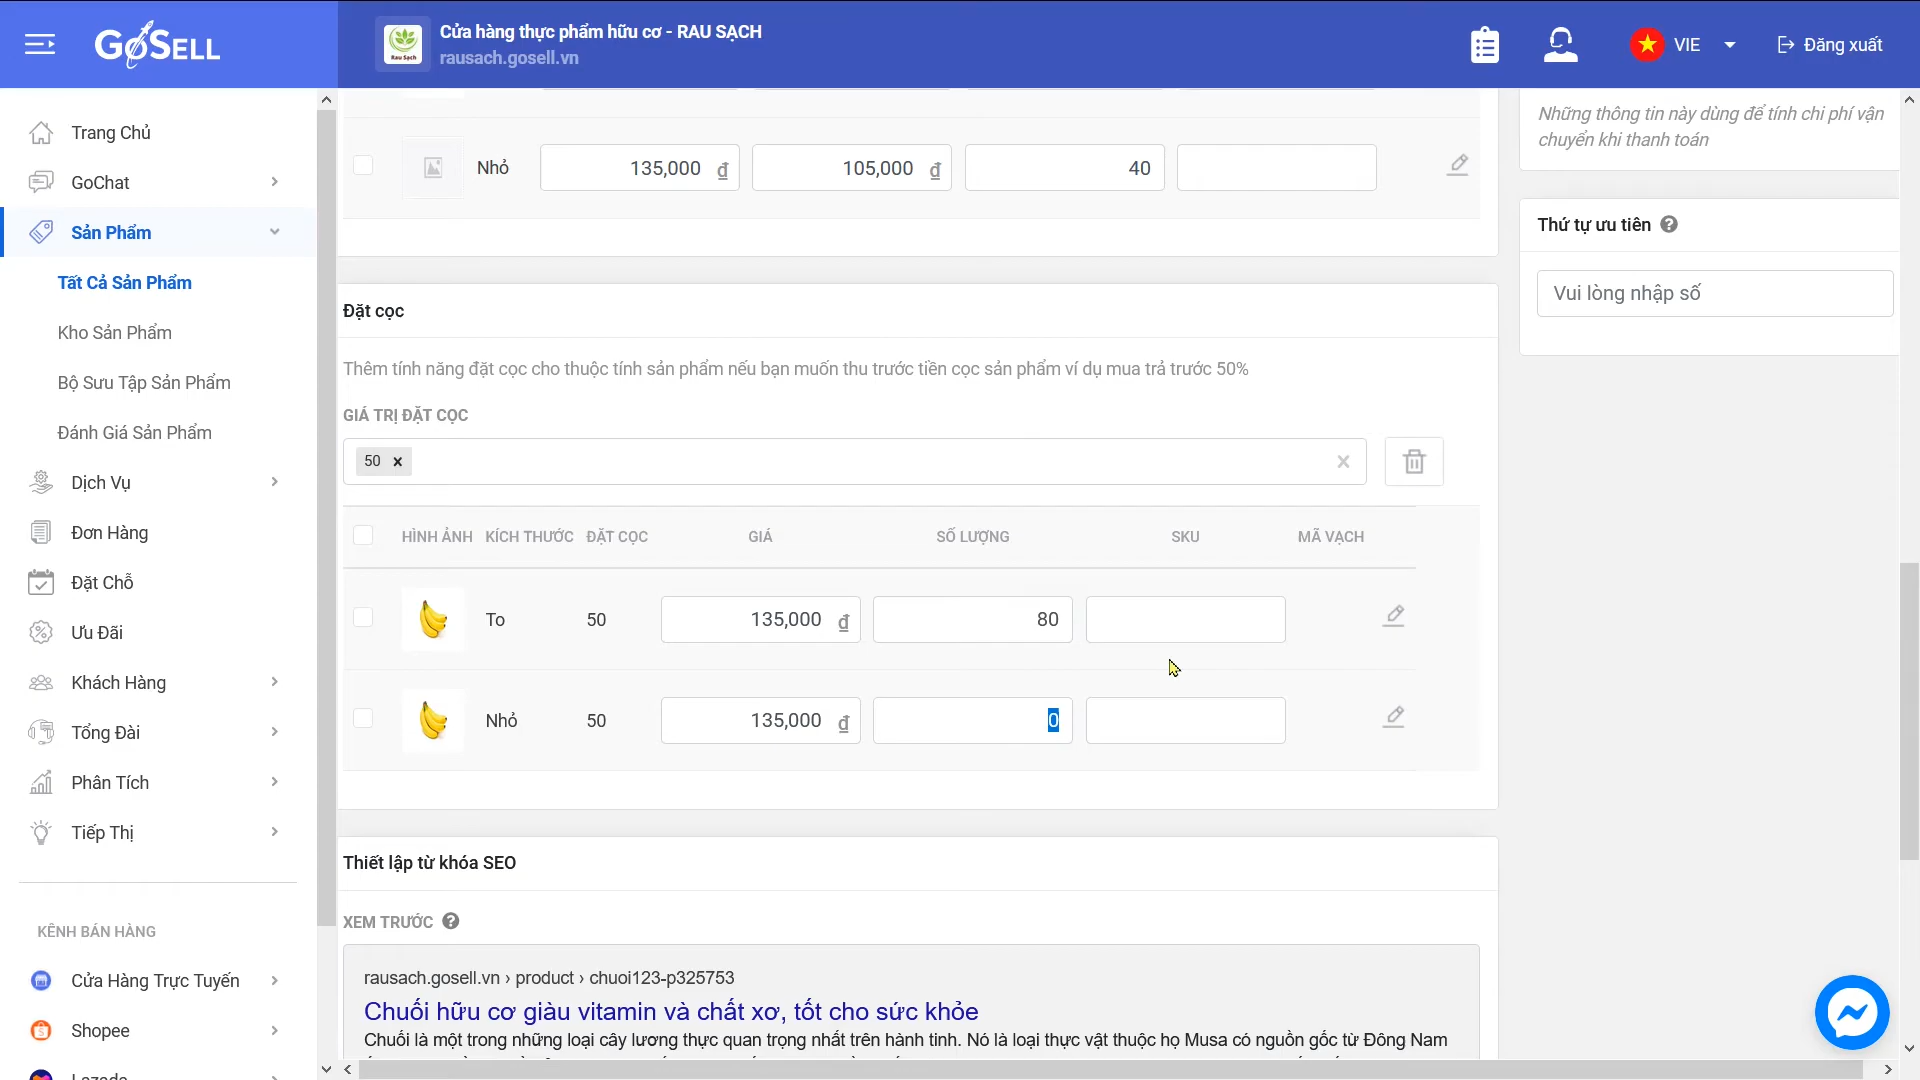 GoSELL
Cửa hàng thực phẩm hữu cơ - RAU SẠCH
rausach.gosell.vn
Rau Sạch
VIE
Đăng xuất
Trang Chủ
GoChat
Sản Phẩm
Tất Cả Sản Phẩm
Kho Sản Phẩm
Bộ Sưu Tập Sản Phẩm
Đánh Giá Sản Phẩm
Dịch Vụ
Đơn Hàng
Đặt Chỗ
Ưu Đãi
Khách Hàng
Tổng Đài
Phân Tích
Tiếp Thị
KÊNH BÁN HÀNG
Cửa Hàng Trực Tuyến
Shopee
Lazada
Nhỏ 135,000 đ 105,000 đ 40
Đặt cọc
Thêm tính năng đặt cọc cho thuộc tính sản phẩm nếu bạn muốn thu trước tiền cọc sản phẩm ví dụ mua trả trước 50%
GIÁ TRỊ ĐẶT CỌC
50 x
HÌNH ẢNH KÍCH THƯỚC ĐẶT CỌC GIÁ SỐ LƯỢNG SKU MÃ VẠCH
To 50 135,000 đ 80
Nhỏ 50 135,000 đ 0
Thiết lập từ khóa SEO
XEM TRƯỚC
rausach.gosell.vn › product › chuoi123-p325753
Chuối hữu cơ giàu vitamin và chất xơ, tốt cho sức khỏe
Chuối là một trong những loại cây lương thực quan trọng nhất trên hành tinh. Nó là loại thực vật thuộc họ Musa có nguồn gốc từ Đông Nam
Những thông tin này dùng để tính chi phí vận
chuyển khi thanh toán
Thứ tự ưu tiên
Vui lòng nhập số